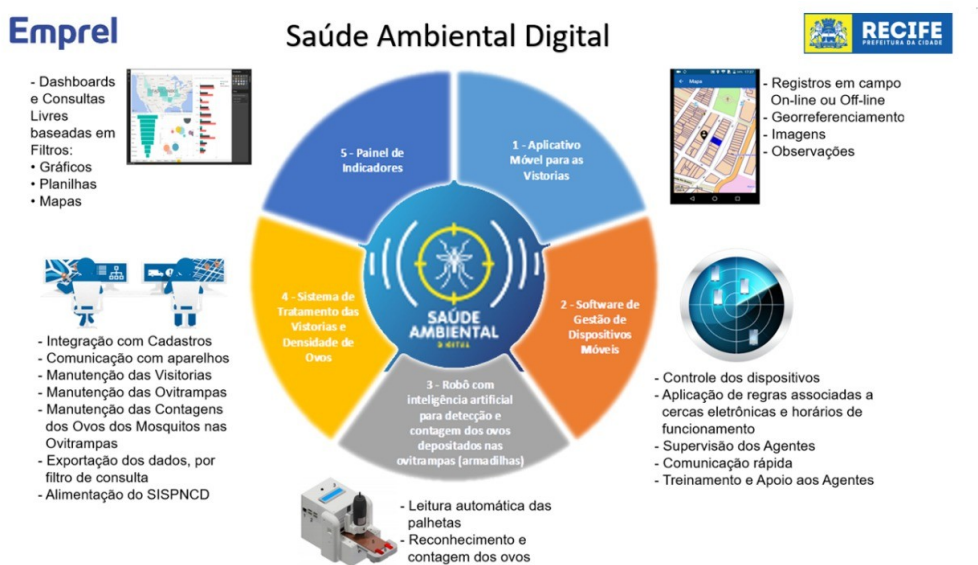 Emprel
Saúde Ambiental Digital
RECIFE
PREFEITURA DA CIDADE
- Dashboards
e Consultas
Livres
baseadas em
Filtros:
• Gráficos
• Planilhas
• Mapas
5 - Painel de
Indicadores
1 - Aplicativo
Móvel para as
Vistorias
Mapa
- Registros em campo
On-line ou Off-line
- Georreferenciamento
- Imagens
- Observações
4 - Sistema de
Tratamento das
Vistorias e
Densidade de
Ovos
SAÚDE
AMBIENTAL
DIGITAL
2 - Software de
Gestão de
Dispositivos
Móveis
- Integração com Cadastros
- Comunicação com aparelhos
- Manutenção das Visitorias
- Manutenção das Ovitrampas
- Manutenção das Contagens
dos Ovos dos Mosquitos nas
Ovitrampas
- Exportação dos dados, por
filtro de consulta
- Alimentação do SISPNCD
3 - Robô com
inteligência artificial
para detecção e
contagem dos ovos
depositados nas
ovitrampas (armadilhas)
- Controle dos dispositivos
- Aplicação de regras associadas a
cercas eletrônicas e horários de
funcionamento
- Supervisão dos Agentes
- Comunicação rápida
- Treinamento e Apoio aos Agentes
- Leitura automática das
palhetas
- Reconhecimento e
contagem dos ovos